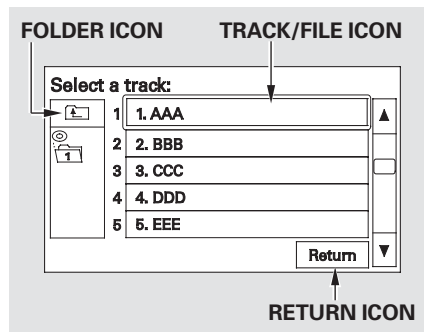 FOLDER ICON TRACK/FILE ICON
Select a track:
1 1. AAA
1
2 2. BBB
3 3. CCC
4 4. DDD
5 5. EEE
Return
RETURN ICON